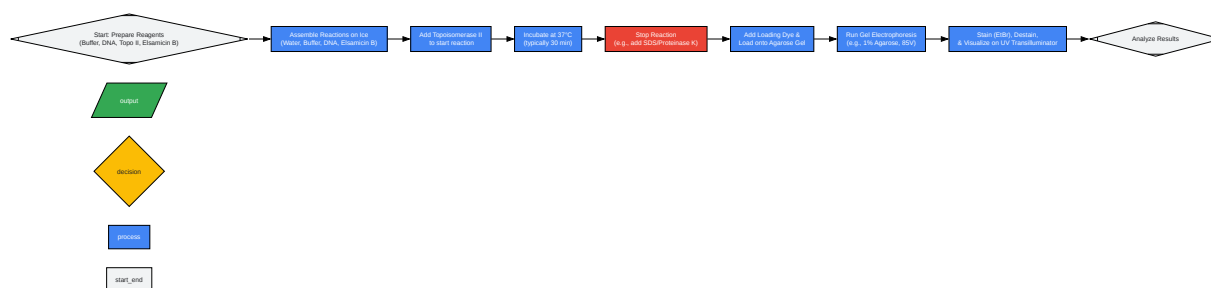 Start: Prepare Reagents
(Buffer, DNA, Topo II, Elsamicin B)
Assemble Reactions on Ice
(Water, Buffer, DNA, Elsamicin B)
Add Topoisomerase II
to start reaction
Incubate at 37°C
(typically 30 min)
Stop Reaction
(e.g., add SDS/Proteinase K)
Add Loading Dye &
Load onto Agarose Gel
Run Gel Electrophoresis
(e.g., 1% Agarose, 85V)
Stain (EtBr), Destain,
& Visualize on UV Transilluminator
Analyze Results
output
decision
process
start_end